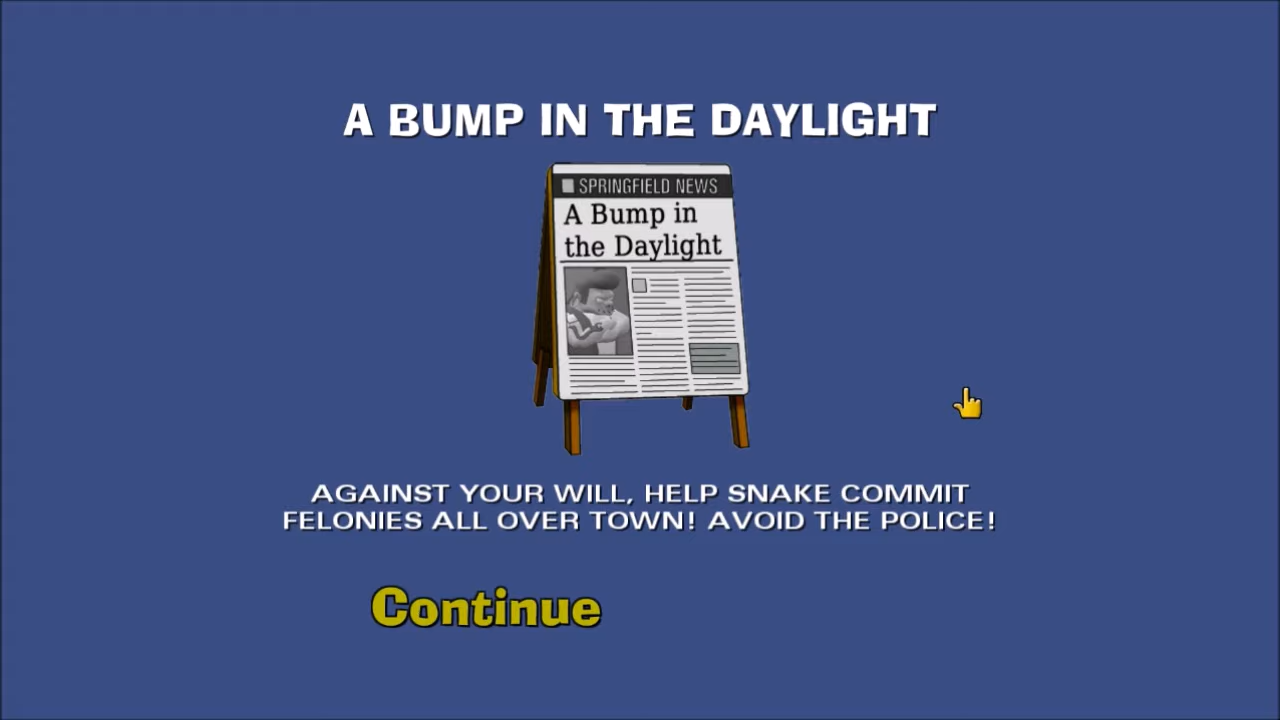 A BUMP IN THE DAYLIGHT
SPRINGFIELD NEWS
A Bump in
the Daylight
AGAINST YOUR WILL, HELP SNAKE COMMIT
FELONIES ALL OVER TOWN! AVOID THE POLICE!
Continue